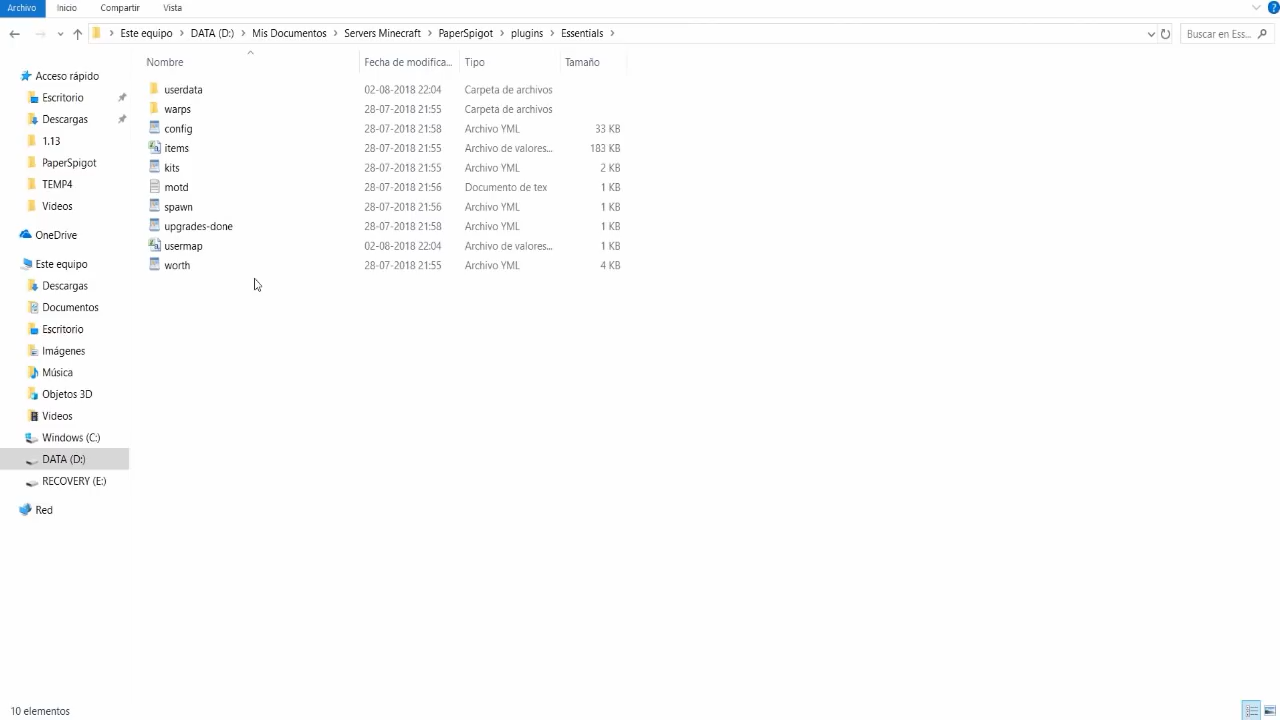 Archivo Inicio Compartir Vista
Este equipo DATA (D:) Mis Documentos Servers Minecraft PaperSpigot plugins Essentials Buscar en Ess...
Nombre Fecha de modifica... Tipo Tamaño
Acceso rápido
Escritorio
Descargas
1.13
PaperSpigot
TEMP4
Videos
OneDrive
Este equipo
Descargas
Documentos
Escritorio
Imágenes
Música
Objetos 3D
Videos
Windows (C:)
DATA (D:)
RECOVERY (E:)
Red
userdata 02-08-2018 22:04 Carpeta de archivos
warps 28-07-2018 21:55 Carpeta de archivos
config 28-07-2018 21:58 Archivo YML 33 KB
items 28-07-2018 21:55 Archivo de valores... 183 KB
kits 28-07-2018 21:55 Archivo YML 2 KB
motd 28-07-2018 21:56 Documento de tex 1 KB
spawn 28-07-2018 21:56 Archivo YML 1 KB
upgrades-done 28-07-2018 21:58 Archivo YML 1 KB
usermap 02-08-2018 22:04 Archivo de valores... 1 KB
worth 28-07-2018 21:55 Archivo YML 4 KB
10 elementos